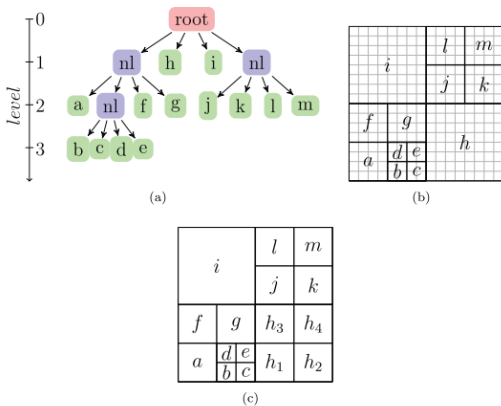 level
0
1
2
3
root
nl h i nl
a nl f g j k l m
b c d e
(a)
i l m
j k
f g h
a d e
b c
(b)
i l m
j k
f g h3 h4
a d e h1 h2
b c
(c)